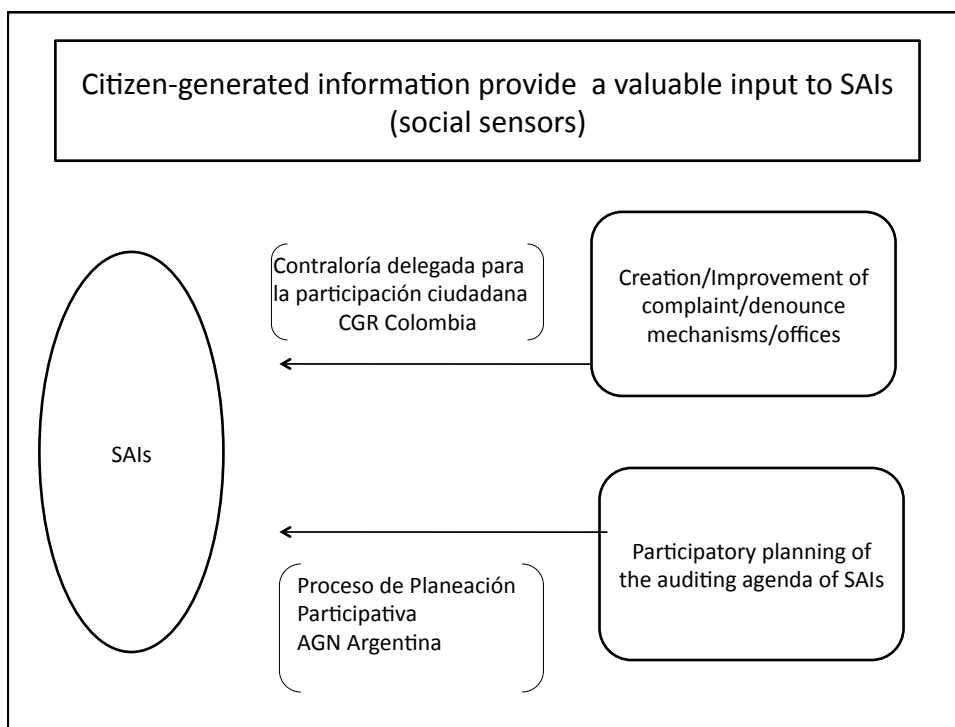 Citizen-generated information provide a valuable input to SAIs
(social sensors)
Contraloría delegada para
la participación ciudadana
CGR Colombia
Creation/Improvement of
complaint/denounce
mechanisms/offices
SAIs
Proceso de Planeación
Participativa
AGN Argentina
Participatory planning of
the auditing agenda of SAIs